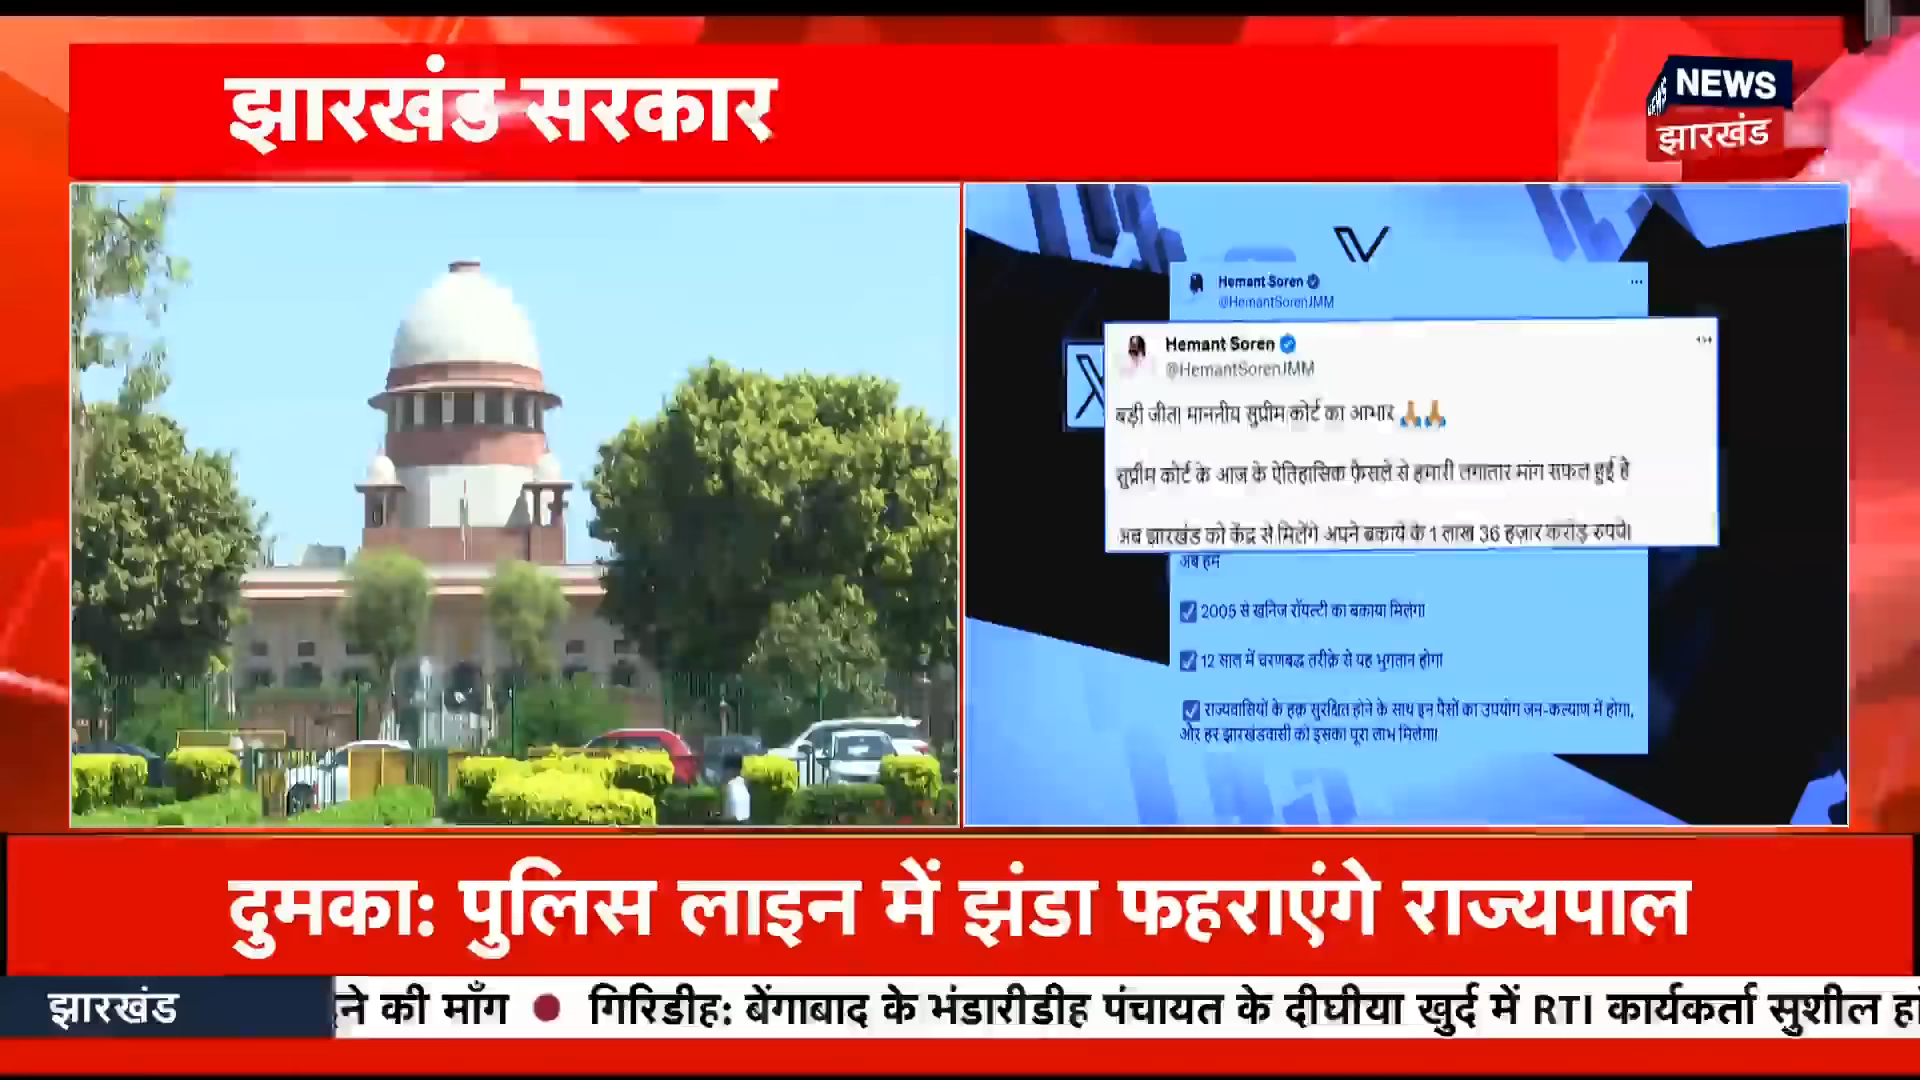 झारखंड सरकार
NEWS
NEWS
झारखंड
Hemant Soren
@HemantSorenJMM
Hemant Soren
@HemantSorenJMM
बड़ी जीत। माननीय सुप्रीम कोर्ट का आभार 🙏🙏
सुप्रीम कोर्ट के आज के ऐतिहासिक फ़ैसले से हमारी लगातार मांग सफल हुई है
अब झारखंड को केंद्र से मिलेंगे अपने बकाये के 1 लाख 36 हज़ार करोड़ रुपये।
अब हम
☑ 2005 से खनिज रॉयल्टी का बकाया मिलेगा
☑ 12 साल में चरणबद्ध तरीक़े से यह भुगतान होगा
☑ राज्यवासियों के हक़ सुरक्षित होने के साथ इन पैसों का उपयोग जन-कल्याण में होगा,
और हर झारखंडवासी को इसका पूरा लाभ मिलेगा।
दुमका: पुलिस लाइन में झंडा फहराएंगे राज्यपाल
झारखंड
ने की माँग ● गिरिडीह: बेंगाबाद के भंडारीडीह पंचायत के दीघीया खुर्द में RTI कार्यकर्ता सुशील